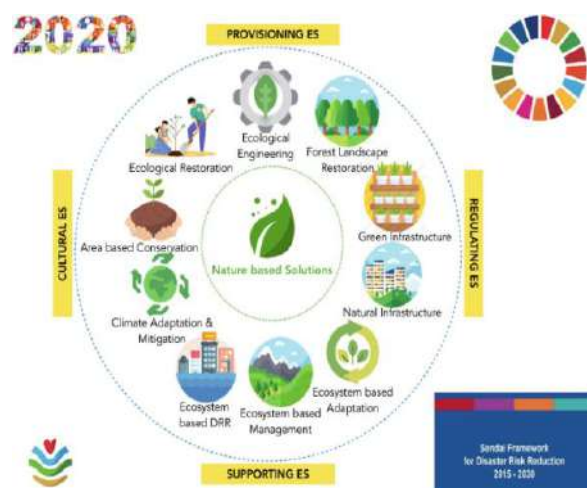 2020
PROVISIONING ES
Ecological
Engineering
Forest Landscape
Restoration
Ecological Restoration
CULTURAL ES
REGULATING ES
Area based Conservation
Green Infrastructure
Nature based Solutions
Natural Infrastructure
Climate Adaptation &
Mitigation
Ecosystem based
Adaptation
Ecosystem
based DRR
Ecosystem based
Management
Sendai Framework
for Disaster Risk Reduction
2015 - 2030
SUPPORTING ES